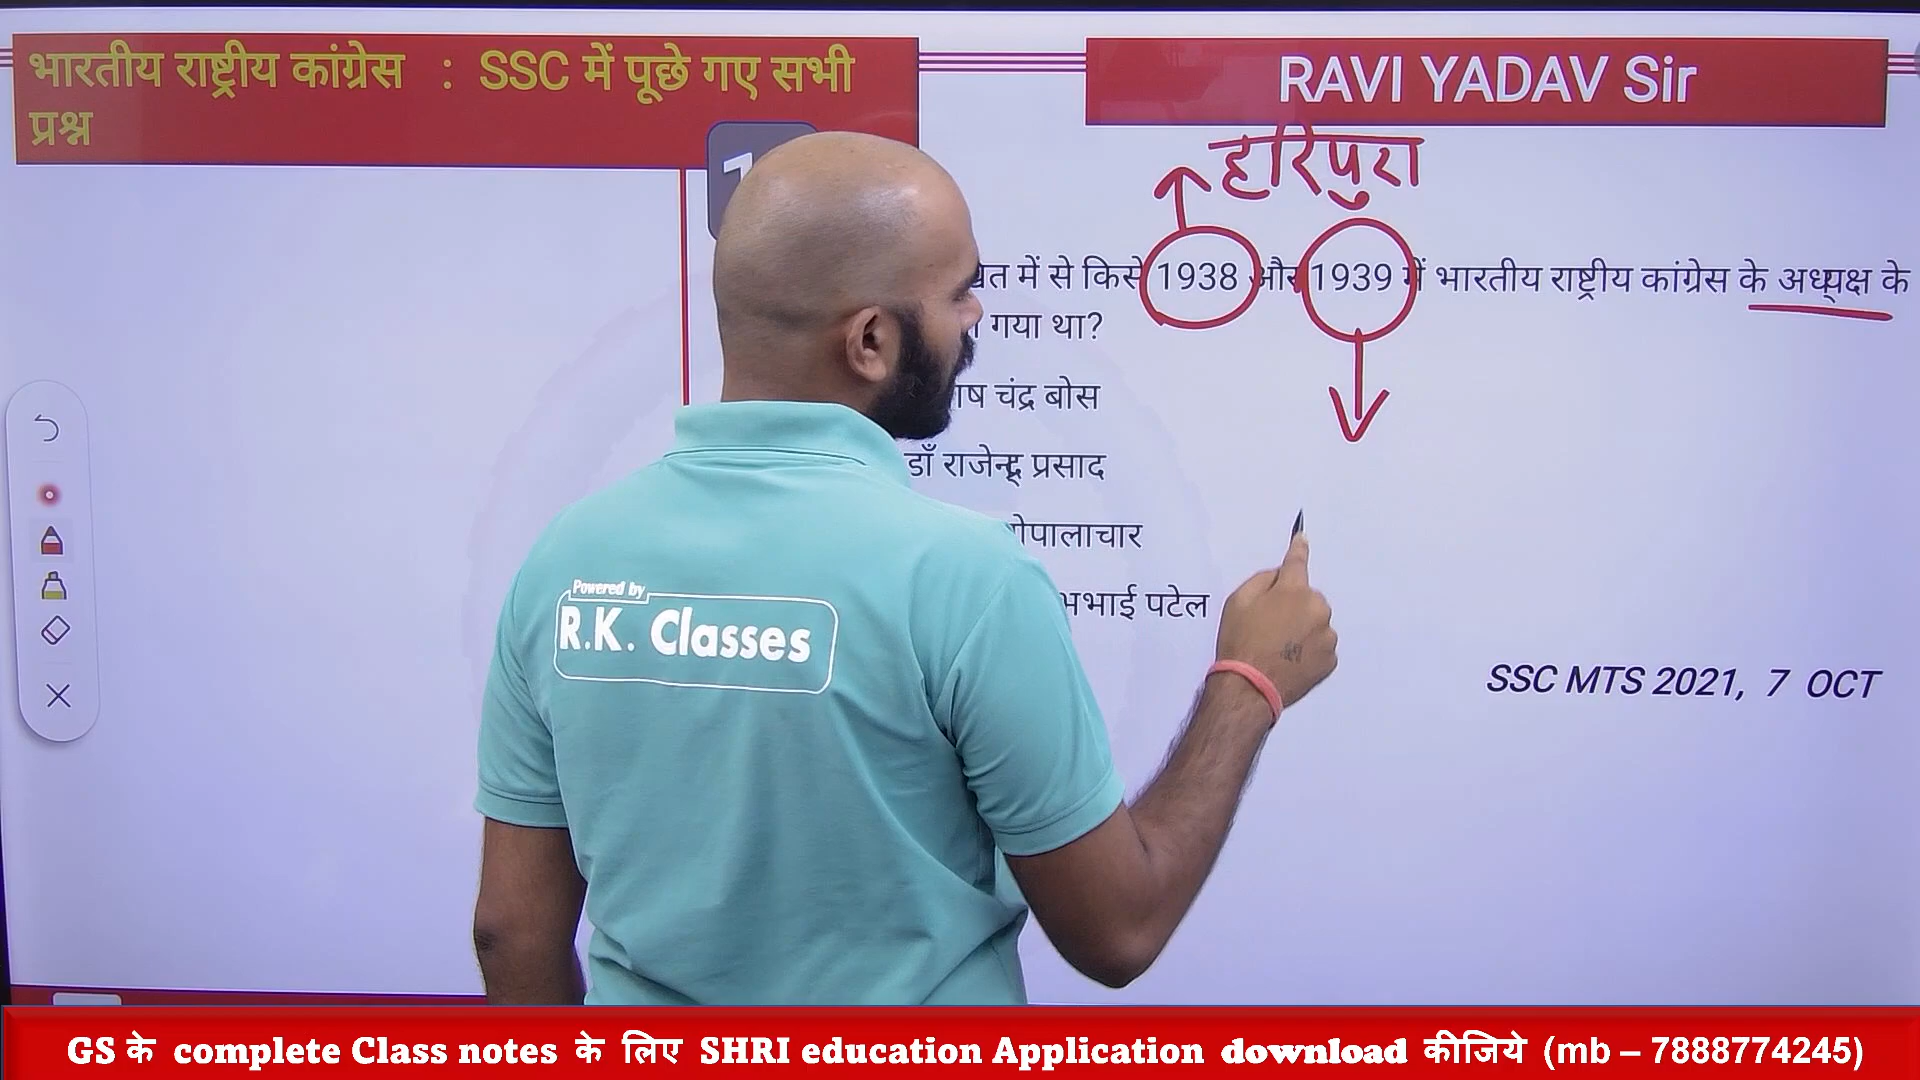 भारतीय राष्ट्रीय कांग्रेस : SSC में पूछे गए सभी
प्रश्न
RAVI YADAV Sir
हरिपुरा
में से किसे 1938 और 1939 में भारतीय राष्ट्रीय कांग्रेस के अध्यक्ष के
गया था?
चंद्र बोस
डाँ राजेन्द्र प्रसाद
पटेल
SSC MTS 2021, 7 OCT
Powered by
R.K. Classes
GS के complete Class notes के लिए SHRI education Application download कीजिये (mb – 7888774245)